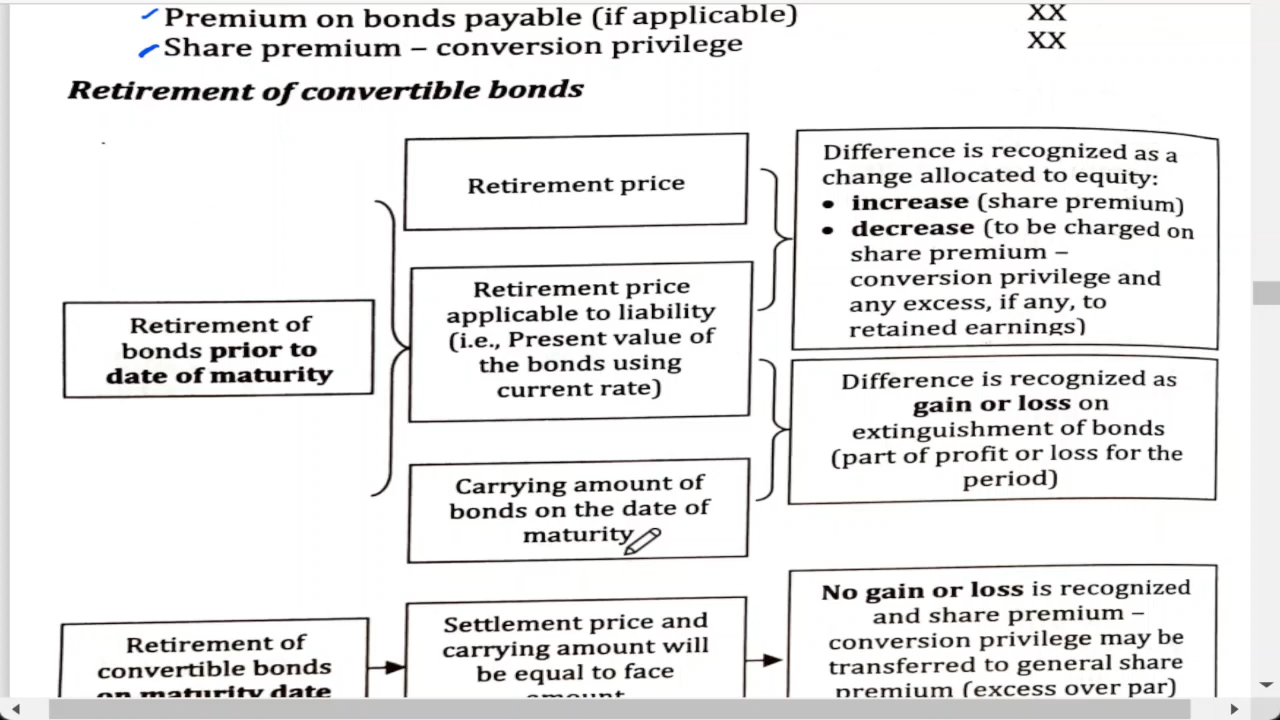 Premium on bonds payable (if applicable) XX
Share premium – conversion privilege XX
Retirement of convertible bonds
Retirement of
bonds prior to
date of maturity
Retirement price
Retirement price
applicable to liability
(i.e., Present value of
the bonds using
current rate)
Carrying amount of
bonds on the date of
maturity
Difference is recognized as a
change allocated to equity:
• increase (share premium)
• decrease (to be charged on
share premium –
conversion privilege and
any excess, if any, to
retained earnings)
Difference is recognized as
gain or loss on
extinguishment of bonds
(part of profit or loss for the
period)
Retirement of
convertible bonds
on maturity date
Settlement price and
carrying amount will
be equal to face
amount
No gain or loss is recognized
and share premium –
conversion privilege may be
transferred to general share
premium (excess over par)